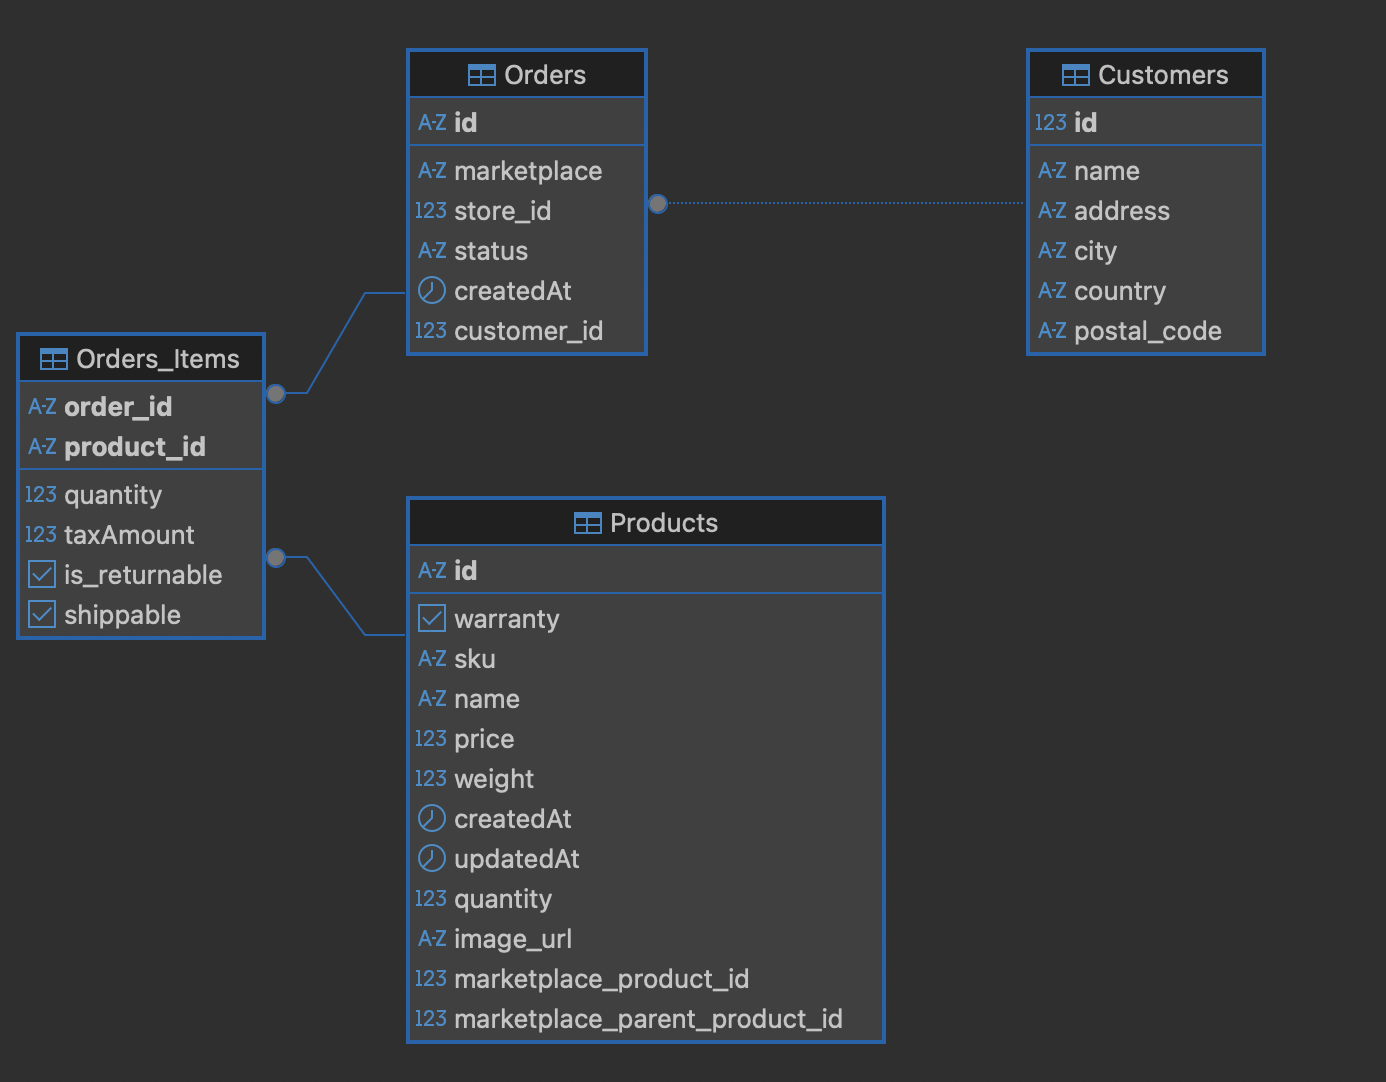 Orders
A-Z id
A-Z marketplace
123 store_id
A-Z status
createdAt
123 customer_id
Customers
123 id
A-Z name
A-Z address
A-Z city
A-Z country
A-Z postal_code
Orders_Items
A-Z order_id
A-Z product_id
123 quantity
123 taxAmount
is_returnable
shippable
Products
A-Z id
warranty
A-Z sku
A-Z name
123 price
123 weight
createdAt
updatedAt
123 quantity
A-Z image_url
123 marketplace_product_id
123 marketplace_parent_product_id